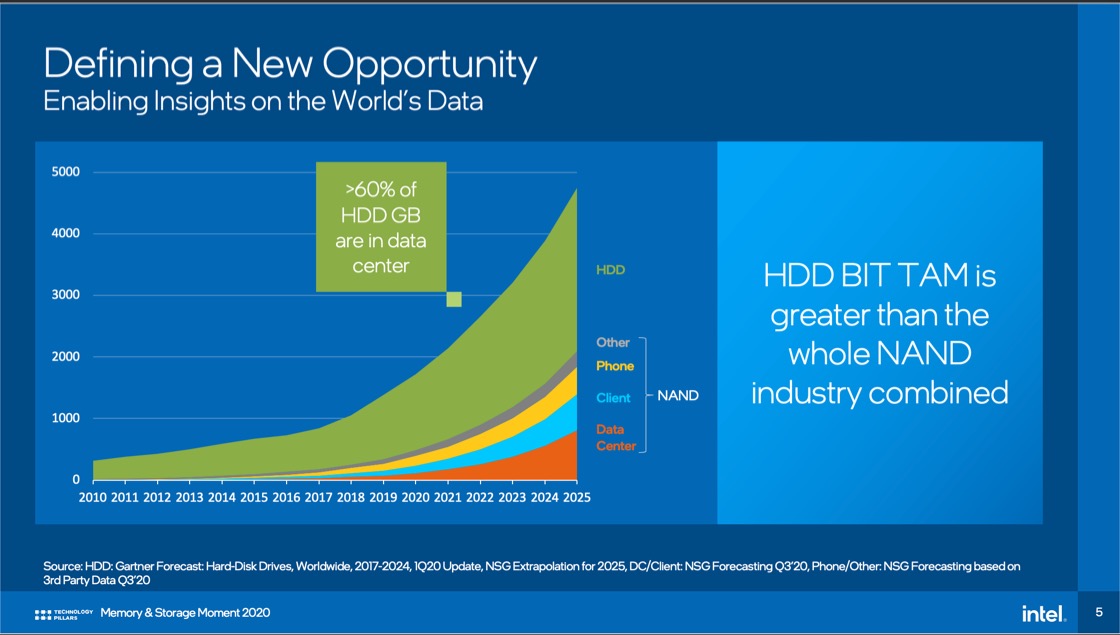 Defining a New Opportunity
Enabling Insights on the World's Data
5000
4000
3000
2000
1000
0
>60% of
HDD GB
are in data
center
2010 2011 2012 2013 2014 2015 2016 2017 2018 2019 2020 2021 2022 2023 2024 2025
HDD
Other
Phone
Client
Data
Center
NAND
HDD BIT TAM is
greater than the
whole NAND
industry combined
Source: HDD: Gartner Forecast: Hard-Disk Drives, Worldwide, 2017-2024, 1Q20 Update, NSG Extrapolation for 2025, DC/Client: NSG Forecasting Q3'20, Phone/Other: NSG Forecasting based on
3rd Party Data Q3'20
TECHNOLOGY
PILLARS
Memory & Storage Moment 2020
intel.
5